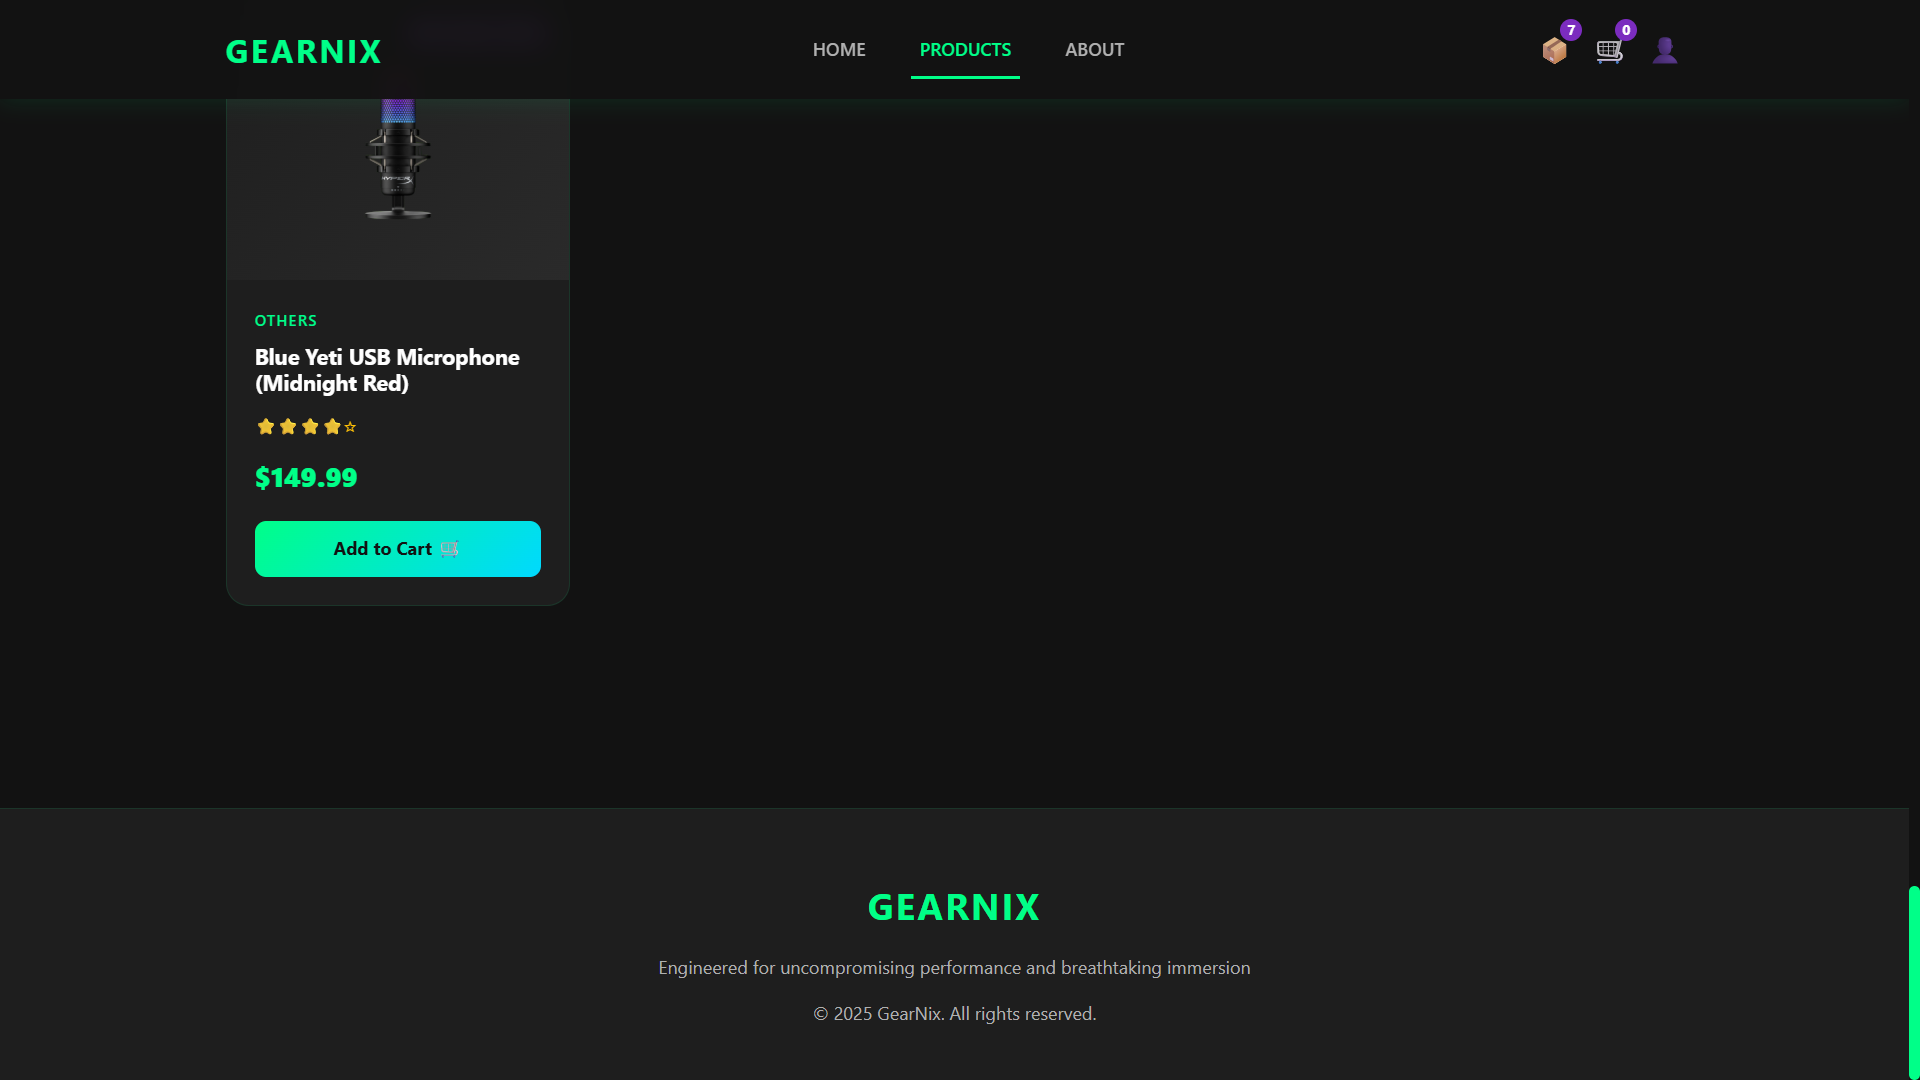 GEARNIX
HOME
PRODUCTS
ABOUT
7
0
HYPERX
OTHERS
Blue Yeti USB Microphone
(Midnight Red)
$149.99
Add to Cart
GEARNIX
Engineered for uncompromising performance and breathtaking immersion
© 2025 GearNix. All rights reserved.